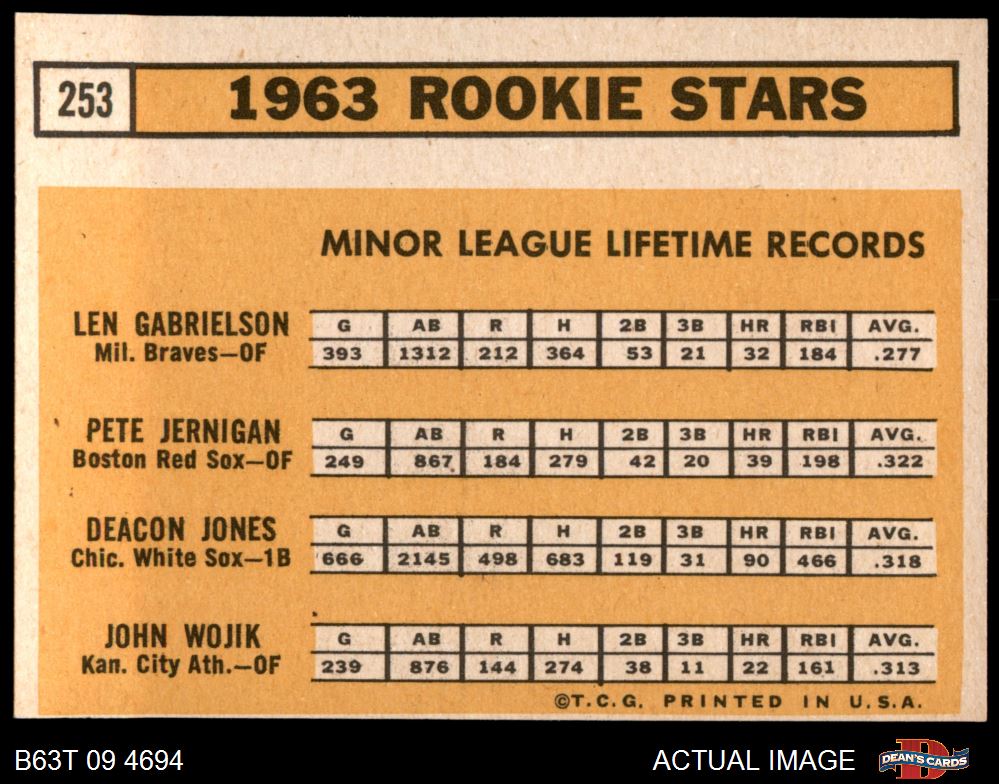 253 1963 ROOKIE STARS
MINOR LEAGUE LIFETIME RECORDS
LEN GABRIELSON
Mil. Braves—OF
G AB R H 2B 3B HR RBI AVG.
393 1312 212 364 53 21 32 184 .277
PETE JERNIGAN
Boston Red Sox—OF
G AB R H 2B 3B HR RBI AVG.
249 867 184 279 42 20 39 198 .322
DEACON JONES
Chic. White Sox—1B
G AB R H 2B 3B HR RBI AVG.
666 2145 498 683 119 31 90 466 .318
JOHN WOJIK
Kan. City Ath.—OF
G AB R H 2B 3B HR RBI AVG.
239 876 144 274 38 11 22 161 .313
©T.C.G. PRINTED IN U.S.A.
B63T 09 4694 ACTUAL IMAGE D DEAN'S CARDS